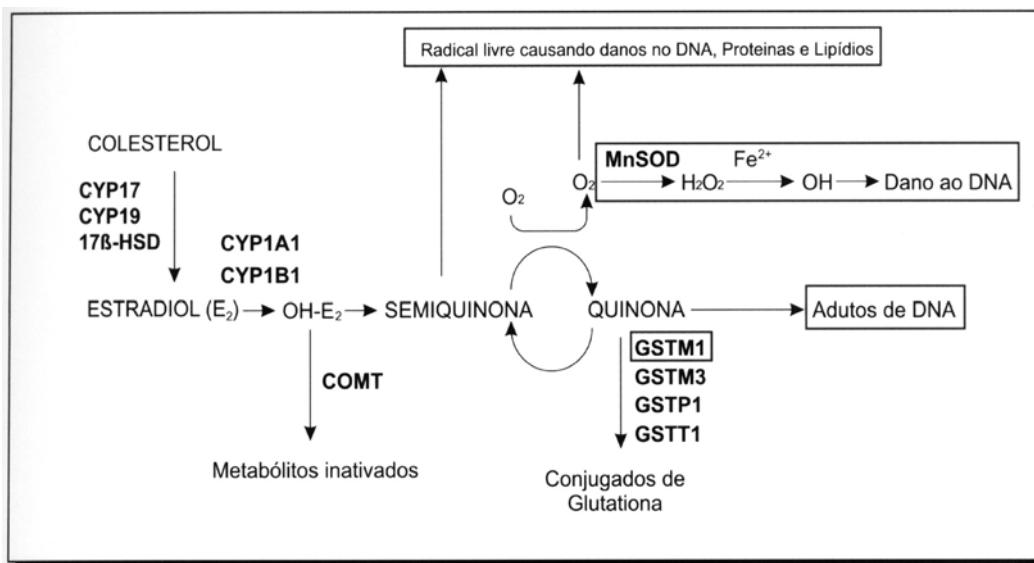 Radical livre causando danos no DNA, Proteinas e Lipídios
COLESTEROL
CYP17
CYP19
17ß-HSD
CYP1A1
CYP1B1
O₂
O₂
MnSOD
H₂O₂
Fe²⁺
OH
Dano ao DNA
ESTRADIOL (E₂)
OH-E₂
SEMIQUINONA
QUINONA
Adutos de DNA
COMT
Metabólitos inativados
GSTM1
GSTM3
GSTP1
GSTT1
Conjugados de
Glutationa